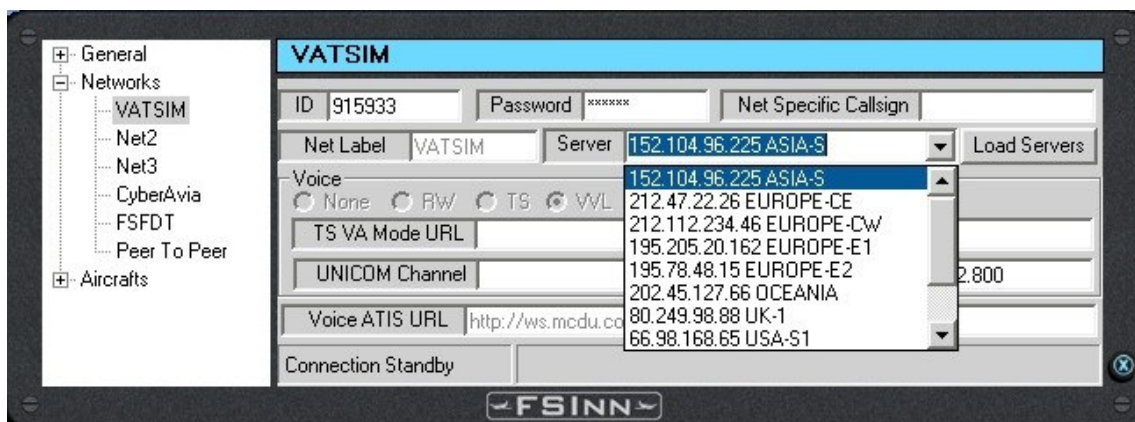 General
Networks
VATSIM
Net2
Net3
CyberAvia
FSFDT
Peer To Peer
Aircrafts
VATSIM
ID 915933 Password ×××××× Net Specific Callsign
Net Label VATSIM Server 152.104.96.225 ASIA-S Load Servers
152.104.96.225 ASIA-S
212.47.22.26 EUROPE-CE
212.112.234.46 EUROPE-CW
195.205.20.162 EUROPE-E1
195.78.48.15 EUROPE-E2
202.45.127.66 OCEANIA
80.249.98.88 UK-1
66.98.168.65 USA-S1
Voice
None RW TS VVL
TS VA Mode URL
UNICOM Channel 2.800
Voice ATIS URL http://ws.mcdu.co
Connection Standby
FSINN